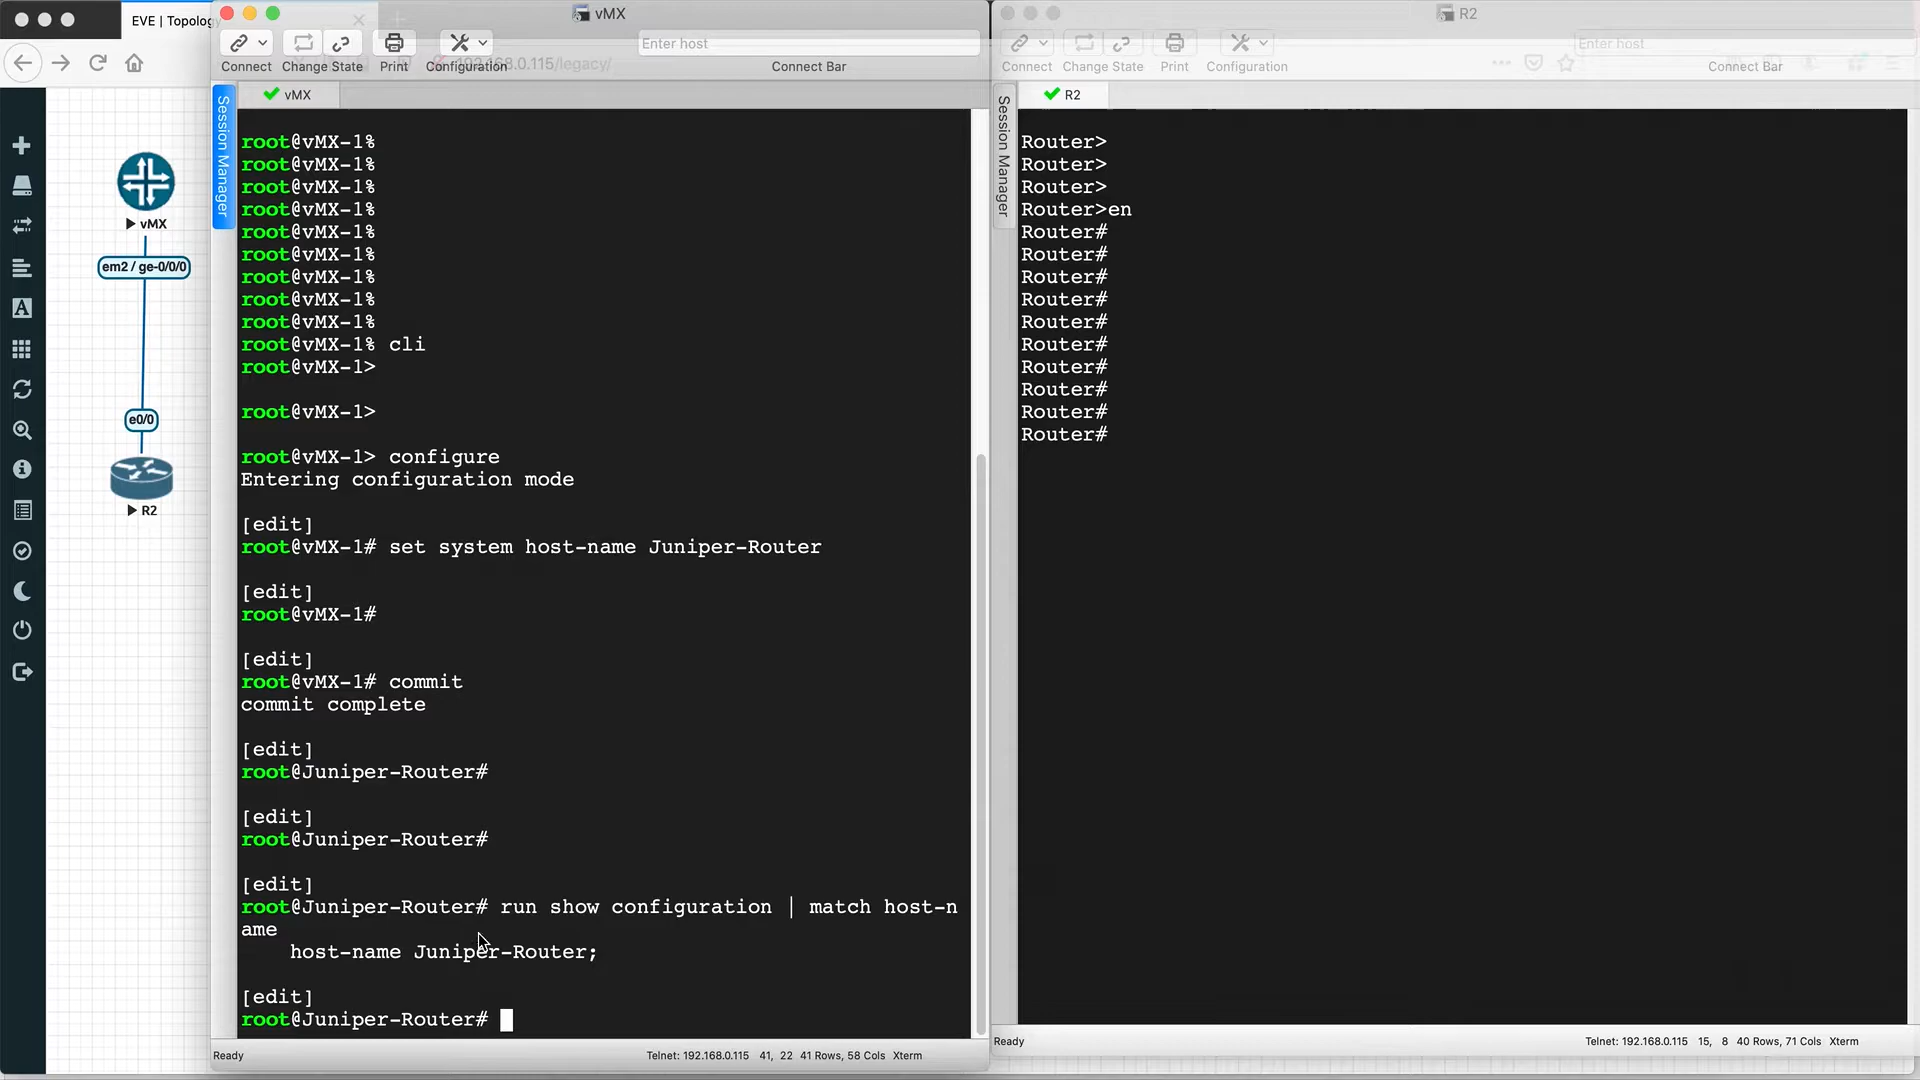 EVE | Topolog
vMX
R2
Enter host
Enter host
Connect
Change State
Print
Configuration
192.168.0.115/legacy/
Connect Bar
Connect
Change State
Print
Configuration
Connect Bar
vMX
em2 / ge-0/0/0
e0/0
R2
Session Manager
vMX
root@vMX-1%
root@vMX-1%
root@vMX-1%
root@vMX-1%
root@vMX-1%
root@vMX-1%
root@vMX-1%
root@vMX-1%
root@vMX-1%
root@vMX-1% cli
root@vMX-1>
root@vMX-1>
root@vMX-1> configure
Entering configuration mode
[edit]
root@vMX-1# set system host-name Juniper-Router
[edit]
root@vMX-1#
[edit]
root@vMX-1# commit
commit complete
[edit]
root@Juniper-Router#
[edit]
root@Juniper-Router#
[edit]
root@Juniper-Router# run show configuration | match host-n
ame
host-name Juniper-Router;
[edit]
root@Juniper-Router#
Ready
Telnet: 192.168.0.115 41, 22 41 Rows, 58 Cols Xterm
Session Manager
R2
Router>
Router>
Router>
Router>en
Router#
Router#
Router#
Router#
Router#
Router#
Router#
Router#
Router#
Router#
Ready
Telnet: 192.168.0.115 15, 8 40 Rows, 71 Cols Xterm